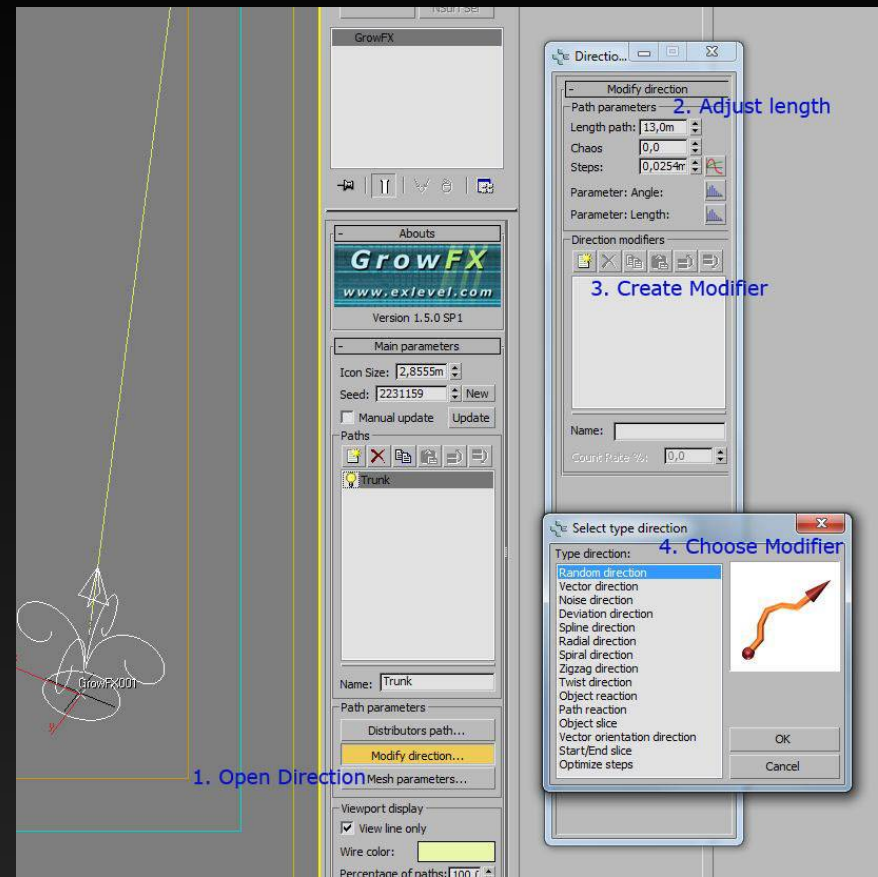 GrowFX
Abouts
GrowFX
www.exlevel.com
Version 1.5.0 SP1
Main parameters
Icon Size: 2,8555m
Seed: 2231159 New
Manual update Update
Paths
Trunk
Name: Trunk
Path parameters
Distributors path...
Modify direction...
1. Open Direction
Mesh parameters...
Viewport display
View line only
Wire color:
Percentage of paths: 100,0
GrowFX001
x
y
Directio...
Modify direction
Path parameters
2. Adjust length
Length path: 13,0m
Chaos 0,0
Steps: 0,0254m
Parameter: Angle:
Parameter: Length:
Direction modifiers
3. Create Modifier
Name:
Count Rate %: 0,0
Select type direction
4. Choose Modifier
Type direction:
Random direction
Vector direction
Noise direction
Deviation direction
Spline direction
Radial direction
Spiral direction
Zigzag direction
Twist direction
Object reaction
Path reaction
Object slice
Vector orientation direction
Start/End slice
Optimize steps
OK
Cancel